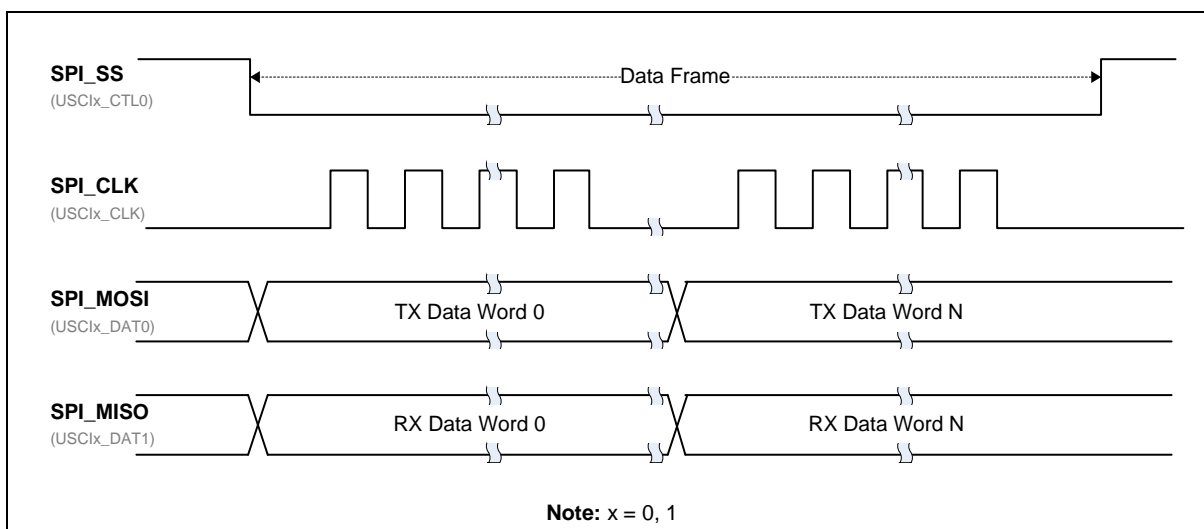 SPI_SS
(USCIx_CTL0)
Data Frame
SPI_CLK
(USCIx_CLK)
SPI_MOSI
(USCIx_DAT0)
TX Data Word 0
TX Data Word N
SPI_MISO
(USCIx_DAT1)
RX Data Word 0
RX Data Word N
Note: x = 0, 1